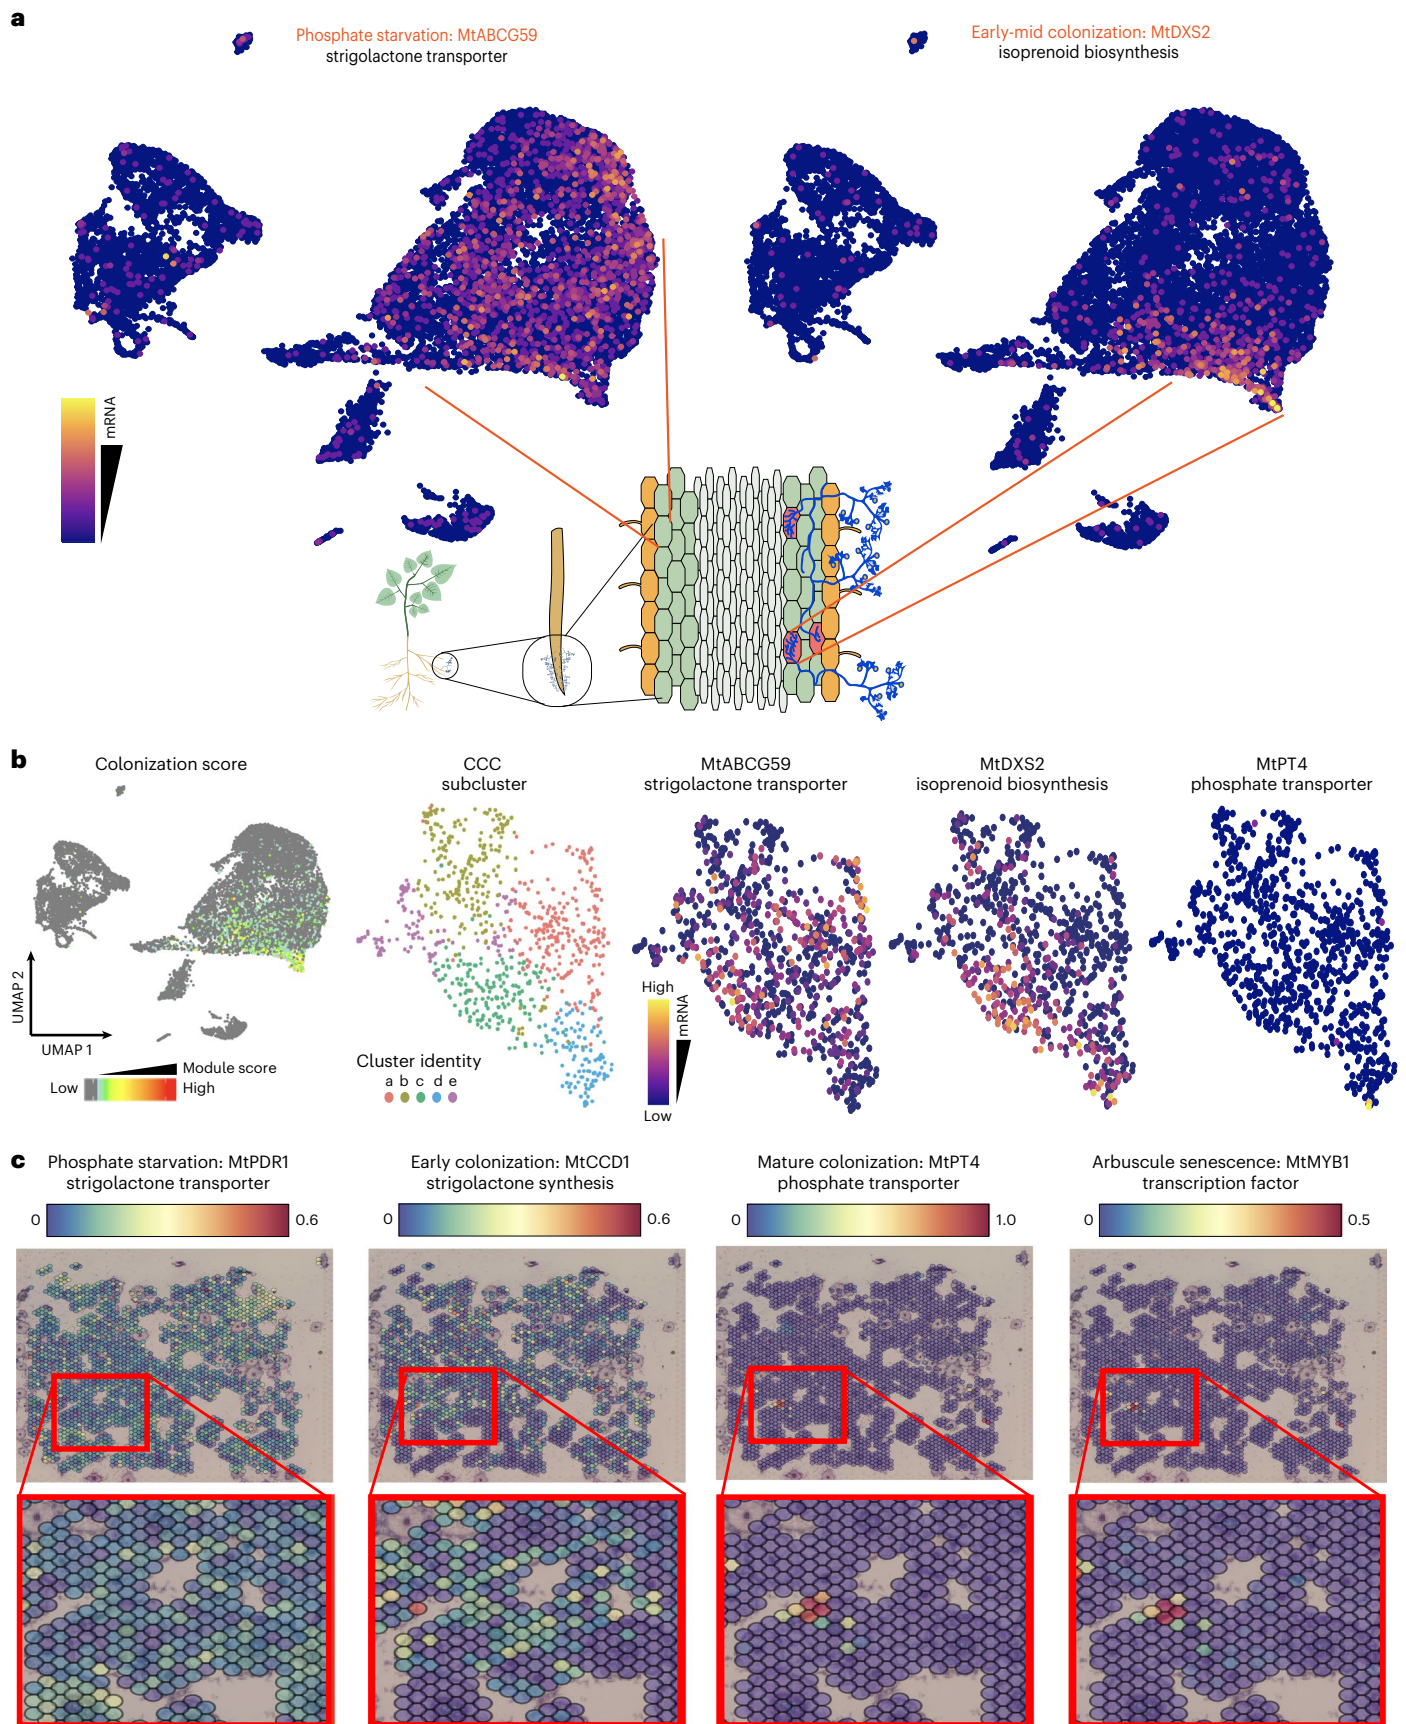 a
Phosphate starvation: MtABCG59
strigolactone transporter
Early-mid colonization: MtDXS2
isoprenoid biosynthesis
mRNA
b
Colonization score
CCC
subcluster
MtABCG59
strigolactone transporter
MtDXS2
isoprenoid biosynthesis
MtPT4
phosphate transporter
UMAP 2
UMAP 1
Module score
Low
High
Cluster identity
a b c d e
High
mRNA
Low
c
Phosphate starvation: MtPDR1
strigolactone transporter
Early colonization: MtCCD1
strigolactone synthesis
Mature colonization: MtPT4
phosphate transporter
Arbuscule senescence: MtMYB1
transcription factor
0 0.6
0 0.6
0 1.0
0 0.5